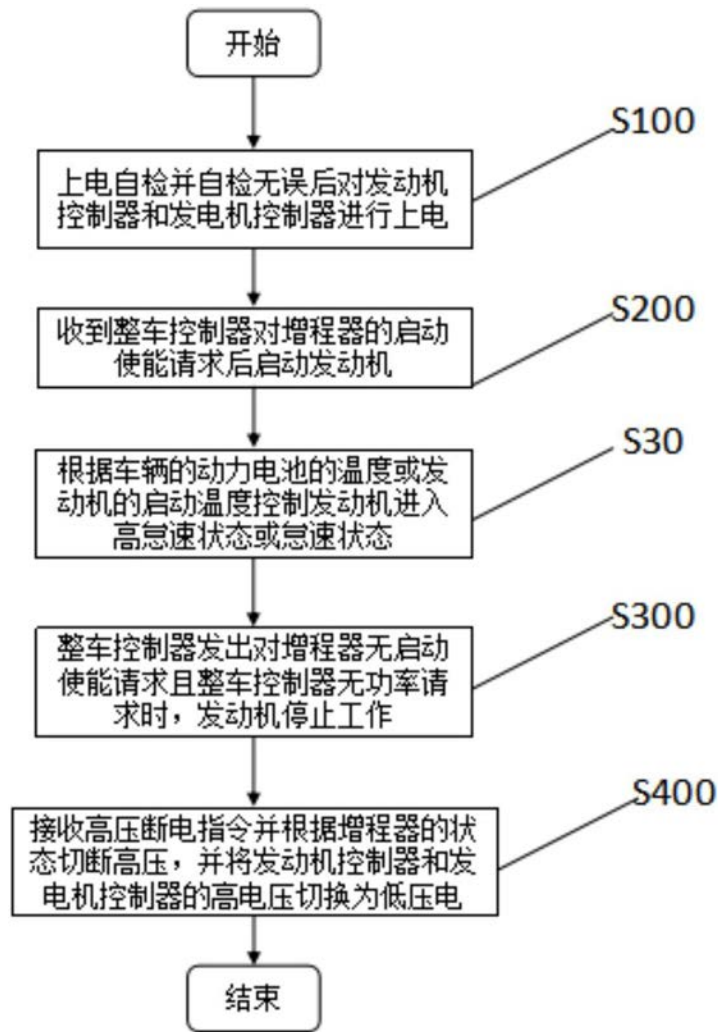 开始
S100
上电自检并自检无误后对发动机
控制器和发电机控制器进行上电
S200
收到整车控制器对增程器的启动
使能请求后启动发动机
S30
根据车辆的动力电池的温度或发
动机的启动温度控制发动机进入
高怠速状态或怠速状态
S300
整车控制器发出对增程器无启动
使能请求且整车控制器无功率请
求时，发动机停止工作
S400
接收高压断电指令并根据增程器的状
态切断高压，并将发动机控制器和发
电机控制器的高电压切换为低压电
结束